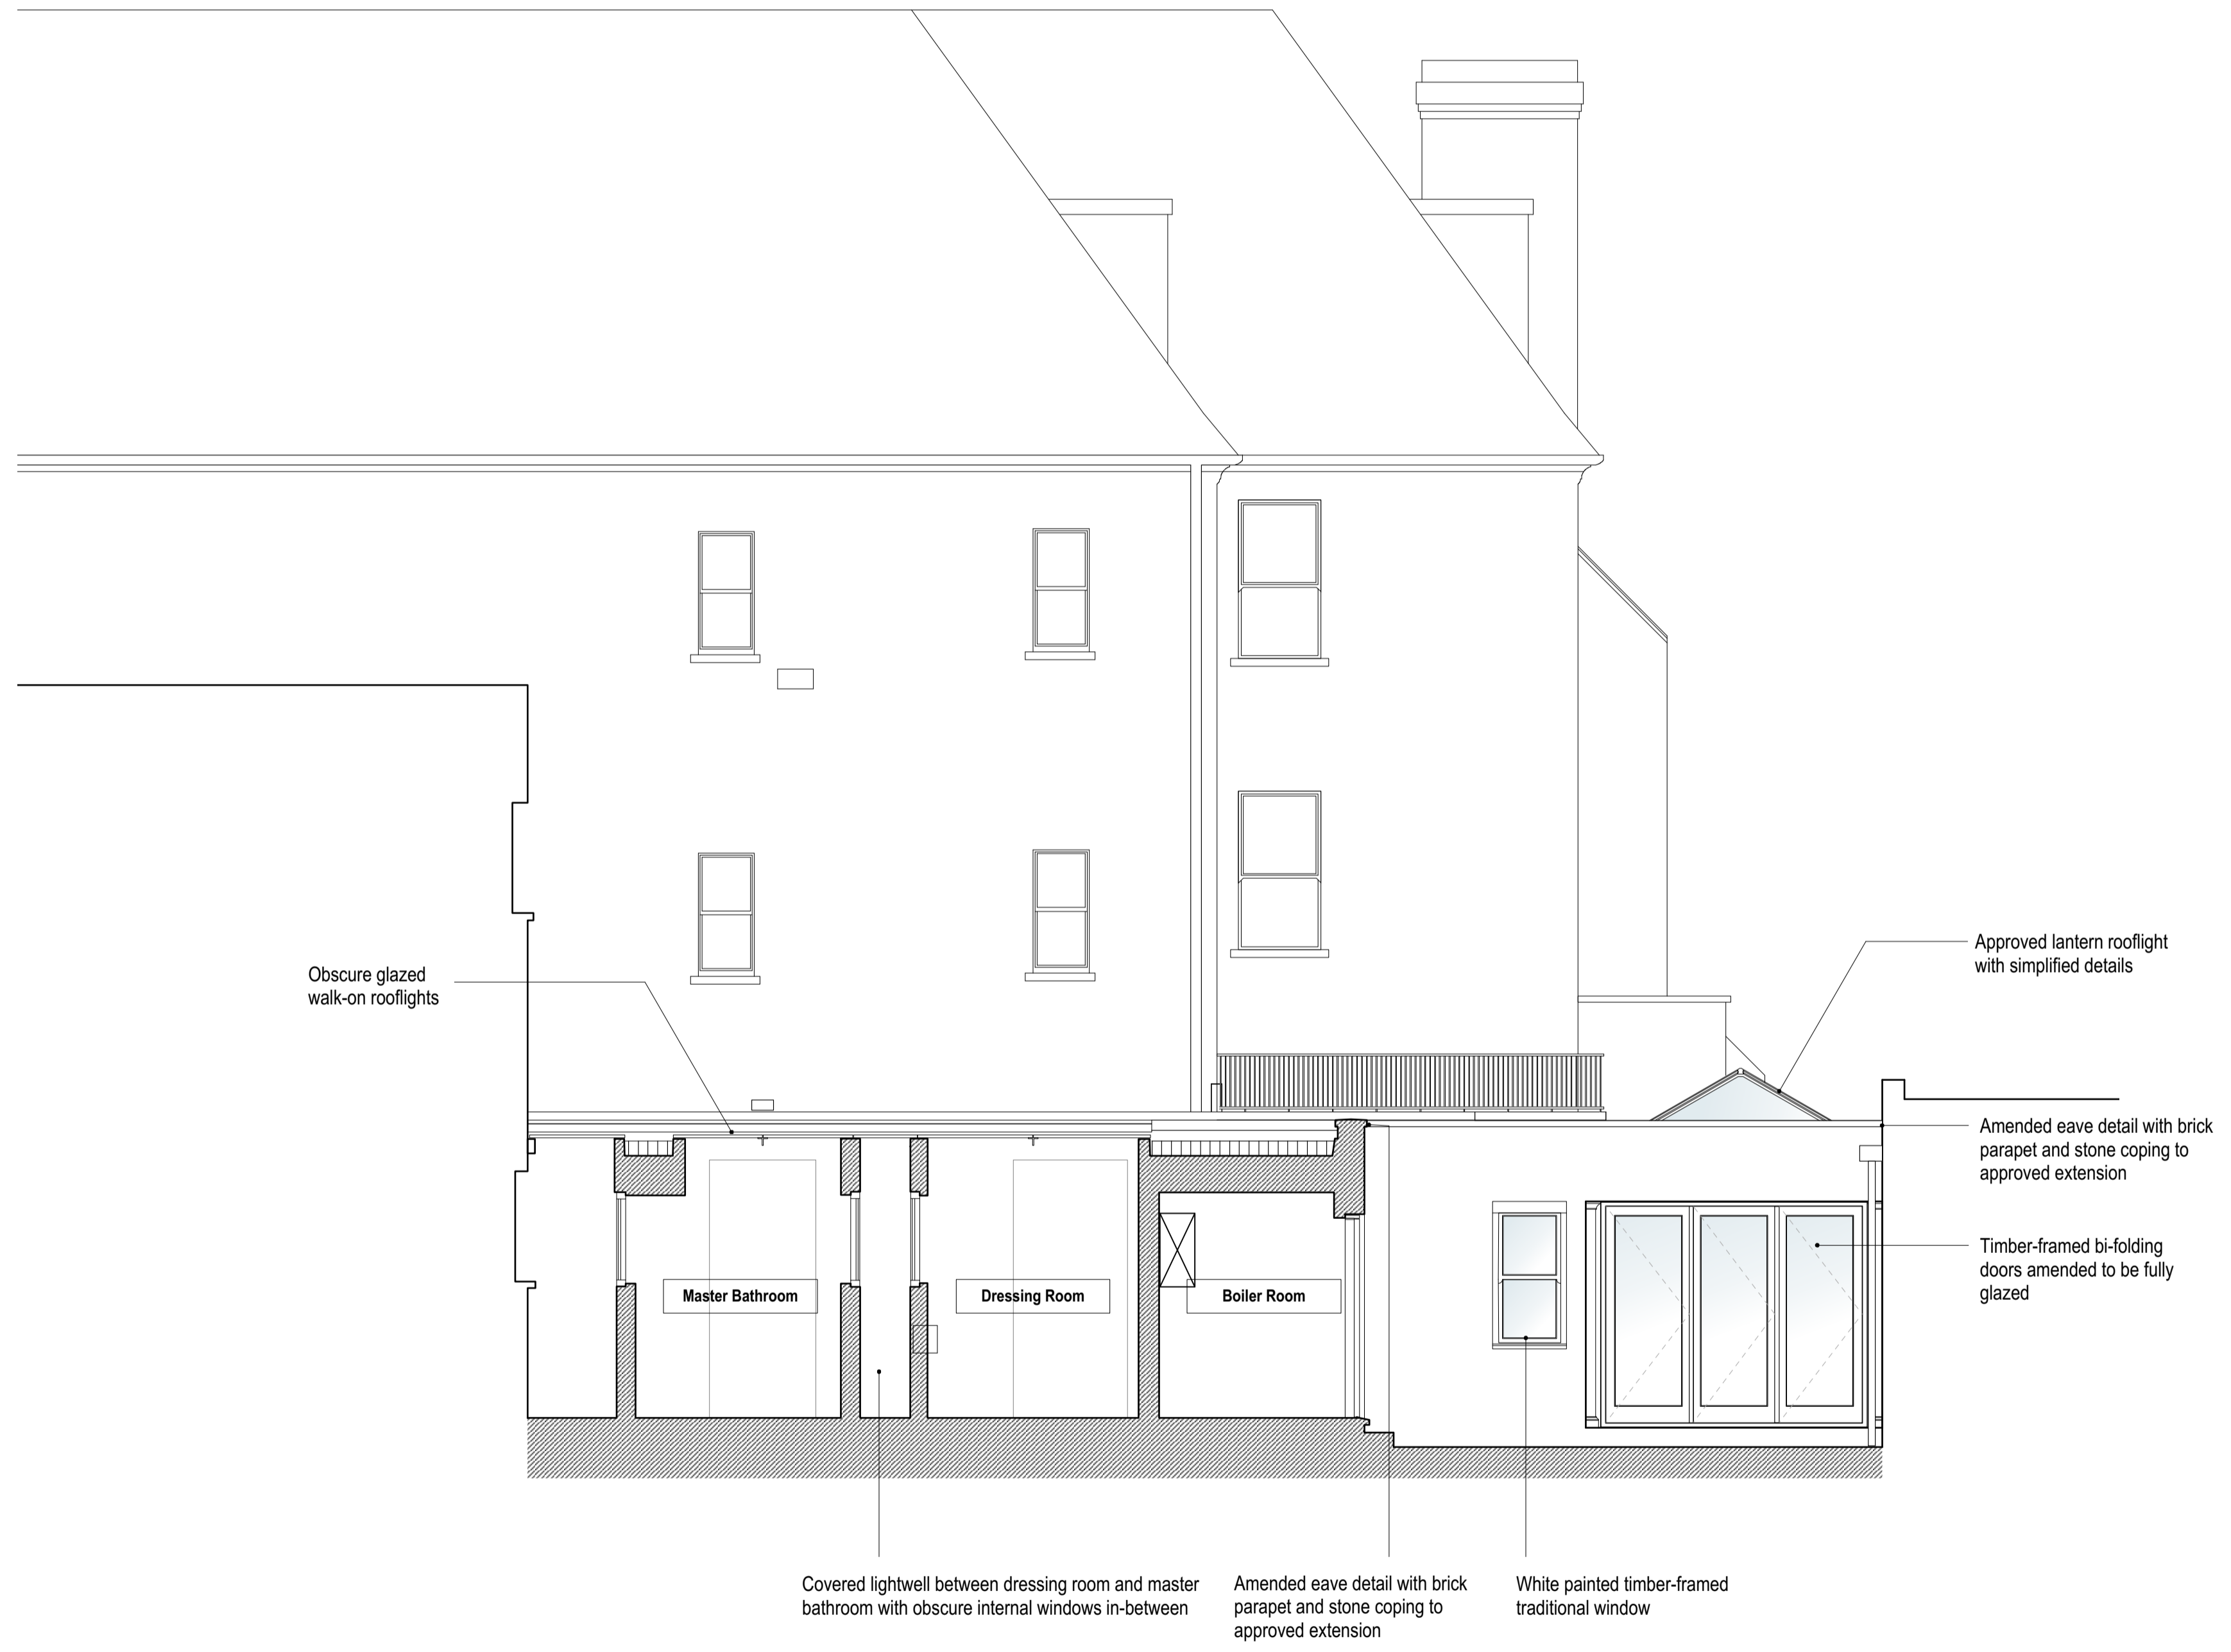 Approved lantern rooflight
with simplified details
Obscure glazed
walk-on rooflights
Amended eave detail with brick
parapet and stone coping to
approved extension
Timber-framed bi-folding
doors amended to be fully
glazed
Master Bathroom
Dressing Room
Boiler Room
Covered lightwell between dressing room and master
bathroom with obscure internal windows in-between
Amended eave detail with brick
parapet and stone coping to
approved extension
White painted timber-framed
traditional window